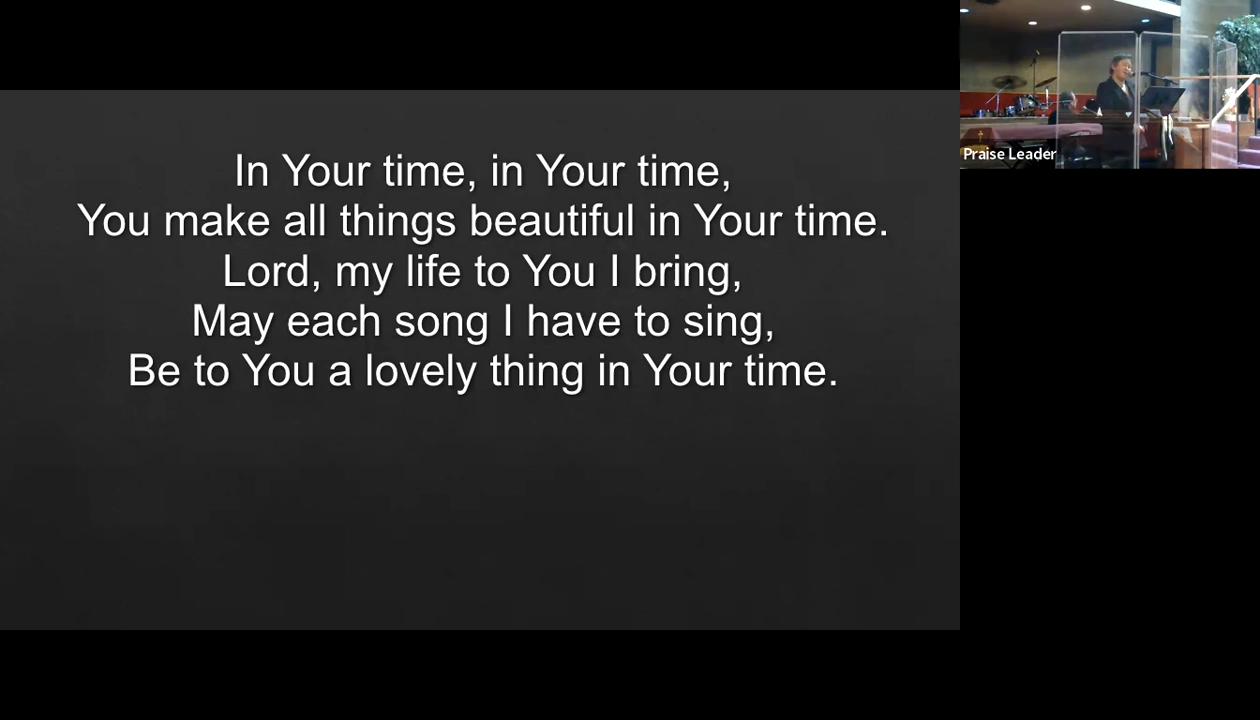 In Your time, in Your time,
You make all things beautiful in Your time.
Lord, my life to You I bring,
May each song I have to sing,
Be to You a lovely thing in Your time.
Praise Leader